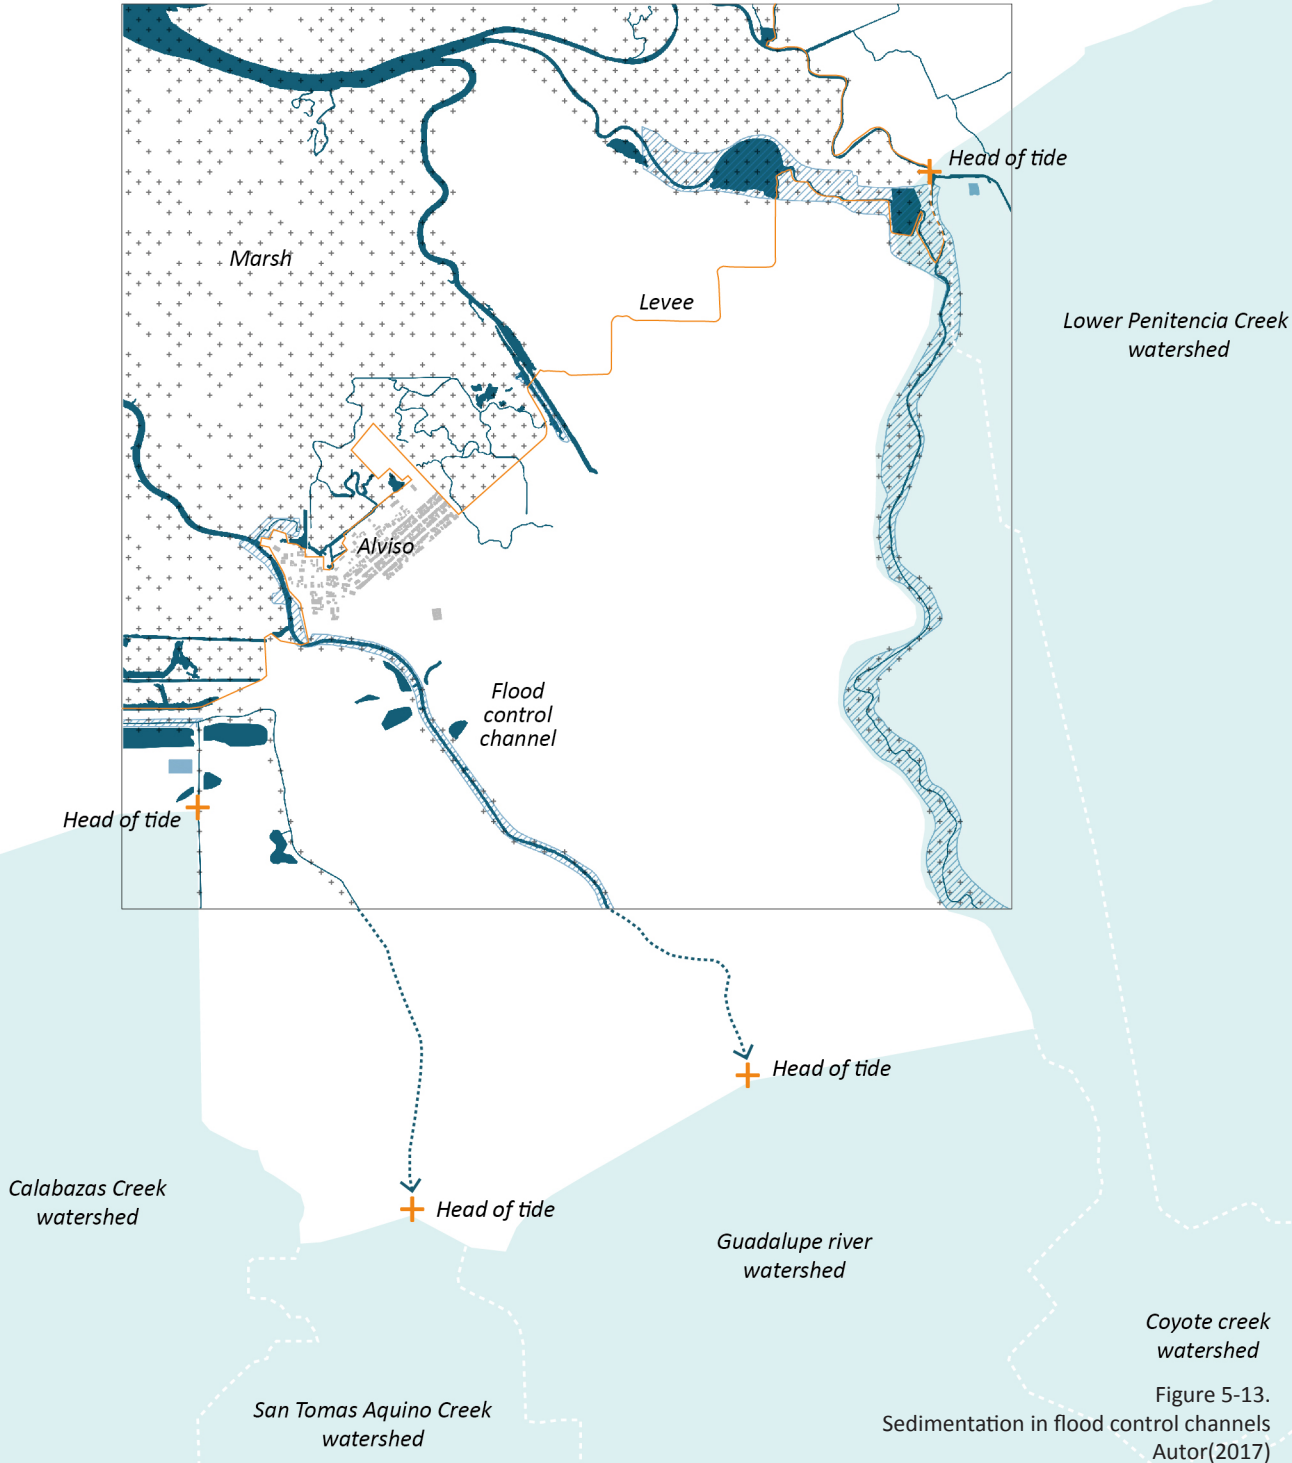 Head of tide
Marsh
Levee
Lower Penitencia Creek
watershed
Alviso
Flood
control
channel
Head of tide
Head of tide
Calabazas Creek
watershed
Head of tide
Guadalupe river
watershed
Coyote creek
watershed
San Tomas Aquino Creek
watershed
Figure 5-13.
Sedimentation in flood control channels
Autor(2017)